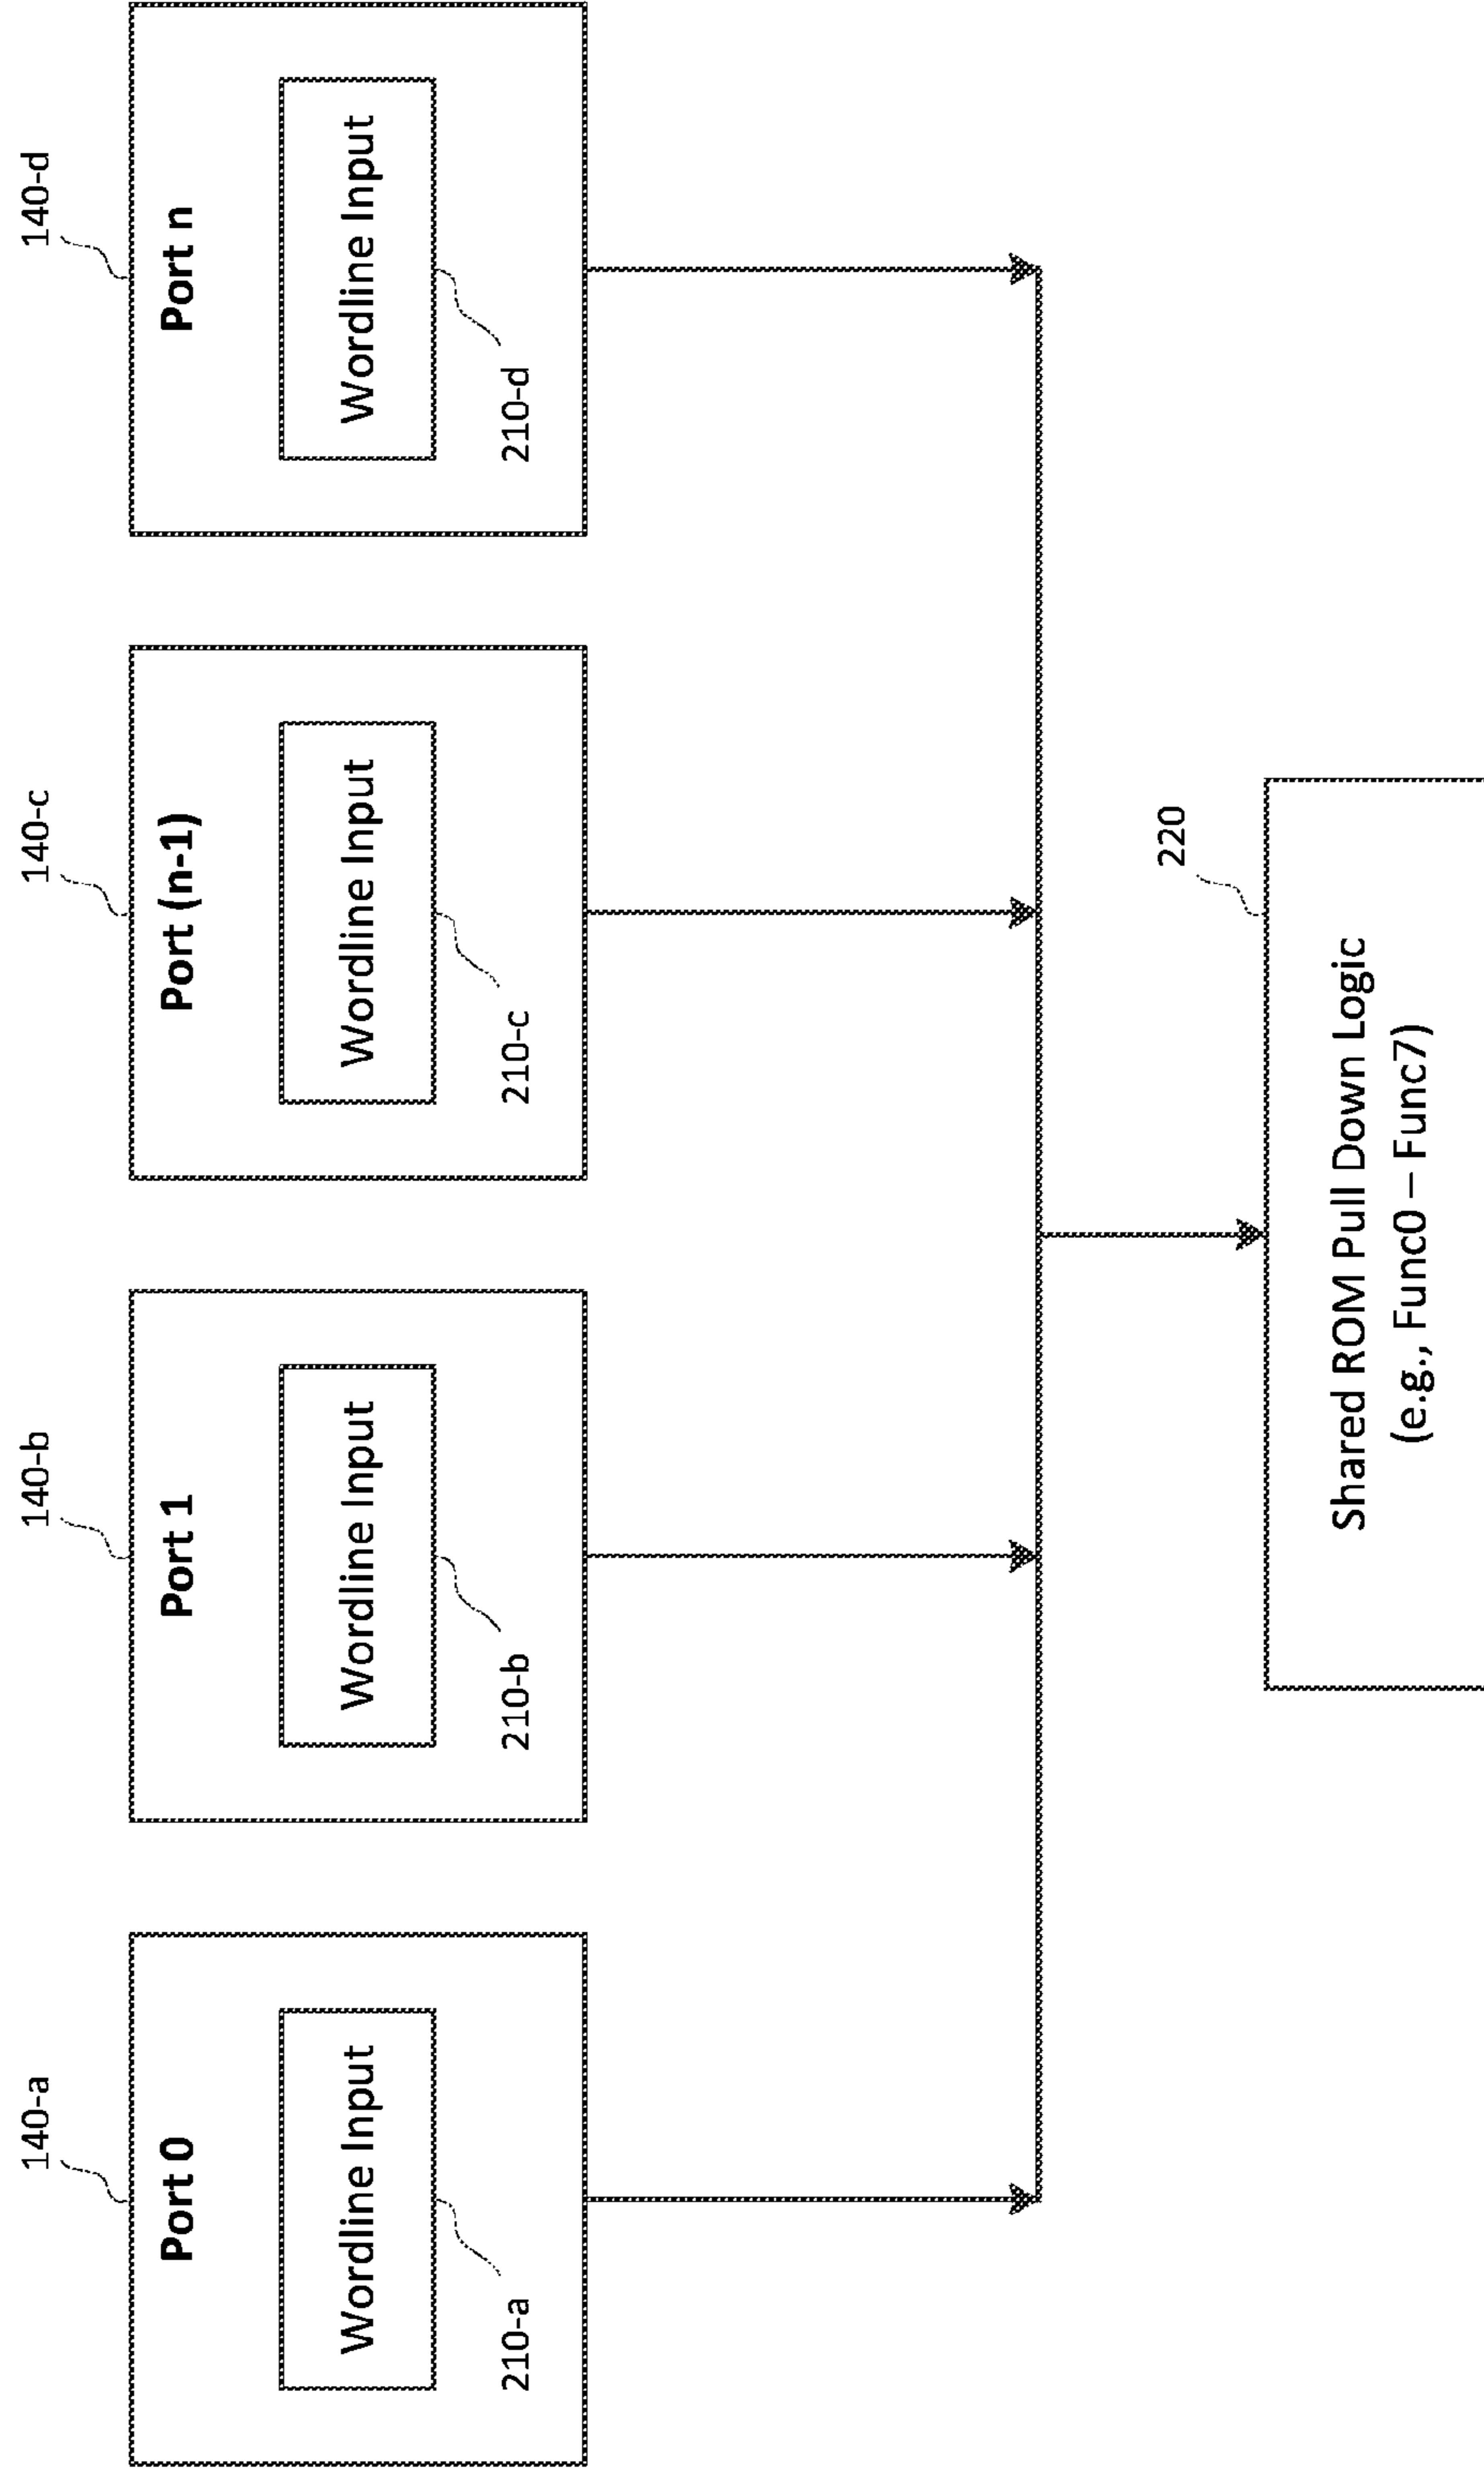 140-a
140-b
140-c
140-d
Port 0
Port 1
Port (n-1)
Port n
Wordline Input
Wordline Input
Wordline Input
Wordline Input
210-a
210-b
210-c
210-d
220
Shared ROM Pull Down Logic
(e.g., Func0 – Func7)